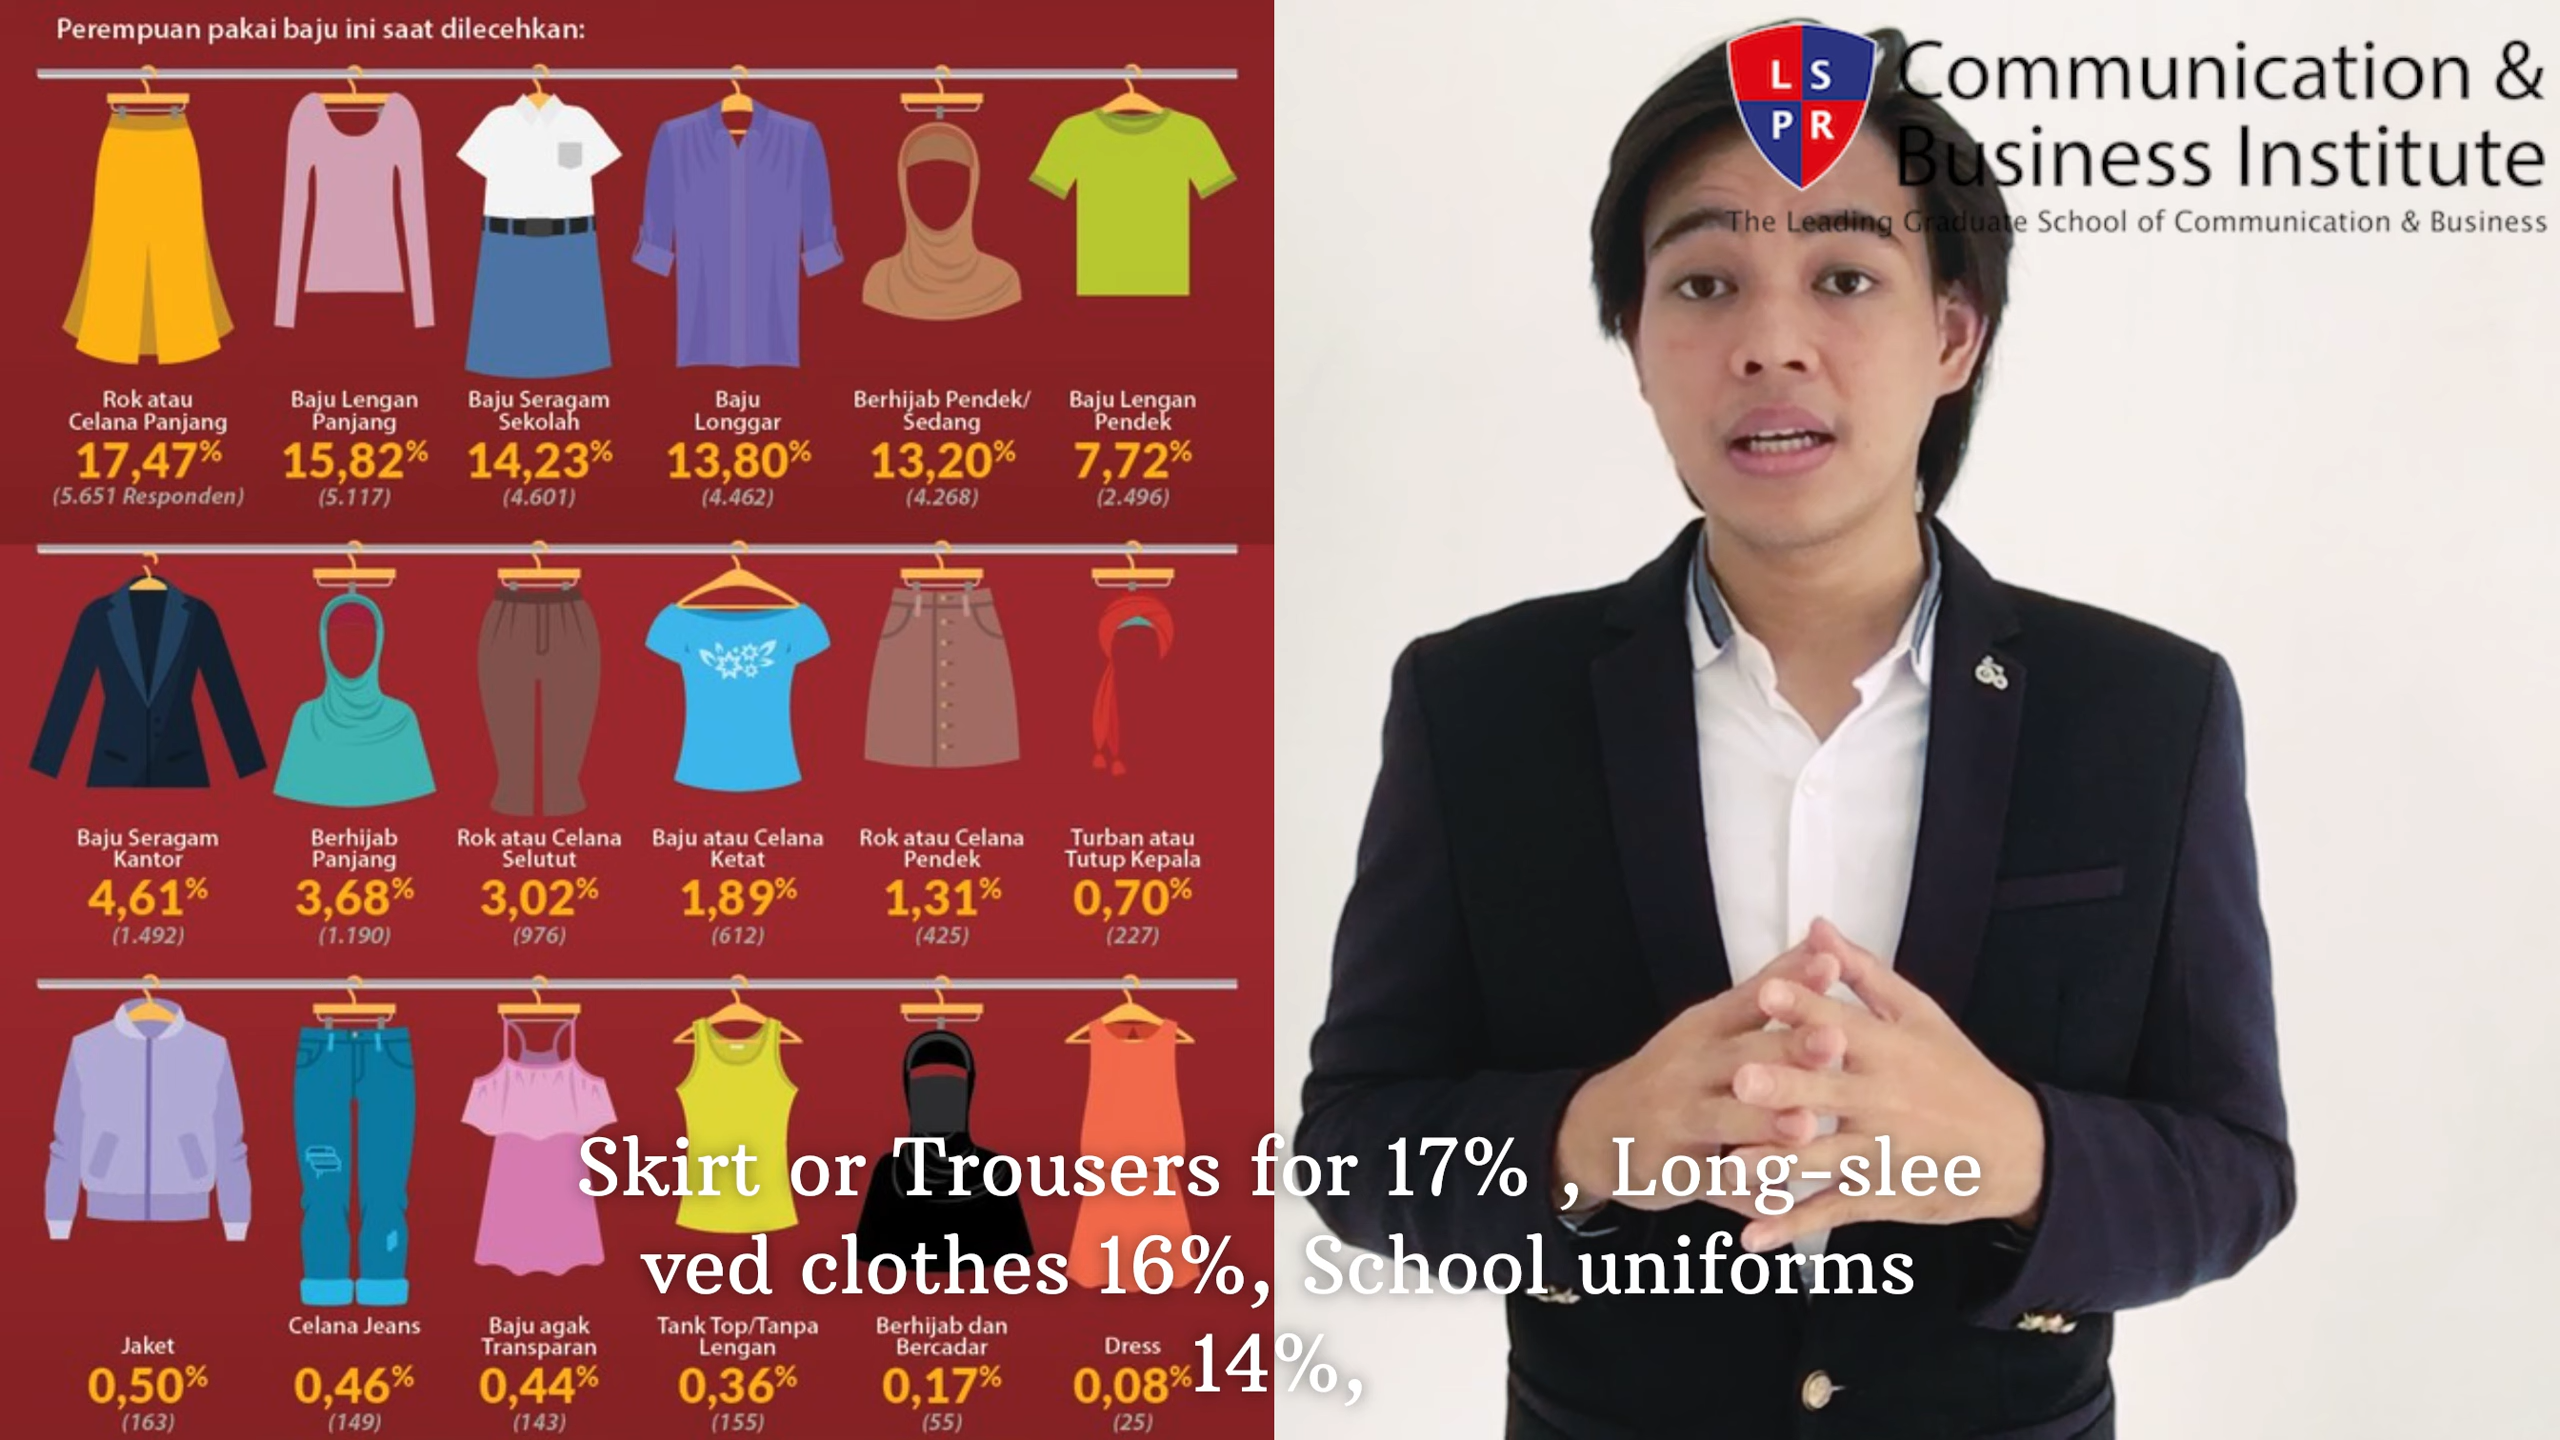 Perempuan pakai baju ini saat dilecehkan:
Rok atau
Celana Panjang
17,47%
(5.651 Responden)
Baju Lengan
Panjang
15,82%
(5.117)
Baju Seragam
Sekolah
14,23%
(4.601)
Baju
Longgar
13,80%
(4.462)
Berhijab Pendek/
Sedang
13,20%
(4.268)
Baju Lengan
Pendek
7,72%
(2.496)
Baju Seragam
Kantor
4,61%
(1.492)
Berhijab
Panjang
3,68%
(1.190)
Rok atau Celana
Selutut
3,02%
(976)
Baju atau Celana
Ketat
1,89%
(612)
Rok atau Celana
Pendek
1,31%
(425)
Turban atau
Tutup Kepala
0,70%
(227)
Jaket
0,50%
(163)
Celana Jeans
0,46%
(149)
Baju agak
Transparan
0,44%
(143)
Tank Top/Tanpa
Lengan
0,36%
(155)
Berhijab dan
Bercadar
0,17%
(55)
Dress
0,08%
(25)
L S
P R
Communication &
Business Institute
The Leading Graduate School of Communication & Business
Skirt or Trousers for 17% , Long-slee
ved clothes 16%, School uniforms
14%,